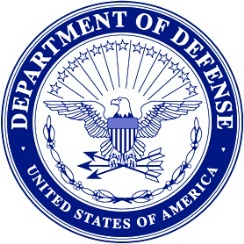 DEPARTMENT OF DEFENSE
UNITED STATES OF AMERICA